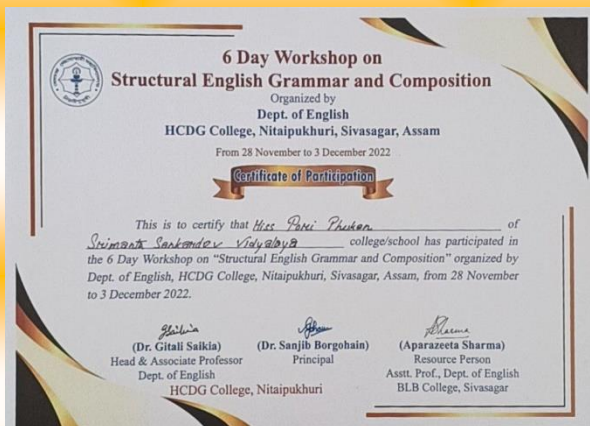 6 Day Workshop on
Structural English Grammar and Composition
Organized by
Dept. of English
HCDG College, Nitaipukhuri, Sivasagar, Assam
From 28 November to 3 December 2022
Certificate of Participation
This is to certify that Miss Pori Phukan of
Srimanta Sankardev Vidyalaya college/school has participated in
the 6 Day Workshop on “Structural English Grammar and Composition” organized by
Dept. of English, HCDG College, Nitaipukhuri, Sivasagar, Assam, from 28 November
to 3 December 2022.
(Dr. Gitali Saikia)
Head & Associate Professor
Dept. of English
(Dr. Sanjib Borgohain)
Principal
HCDG College, Nitaipukhuri
(Aparazeeta Sharma)
Resource Person
Asstt. Prof., Dept. of English
BLB College, Sivasagar